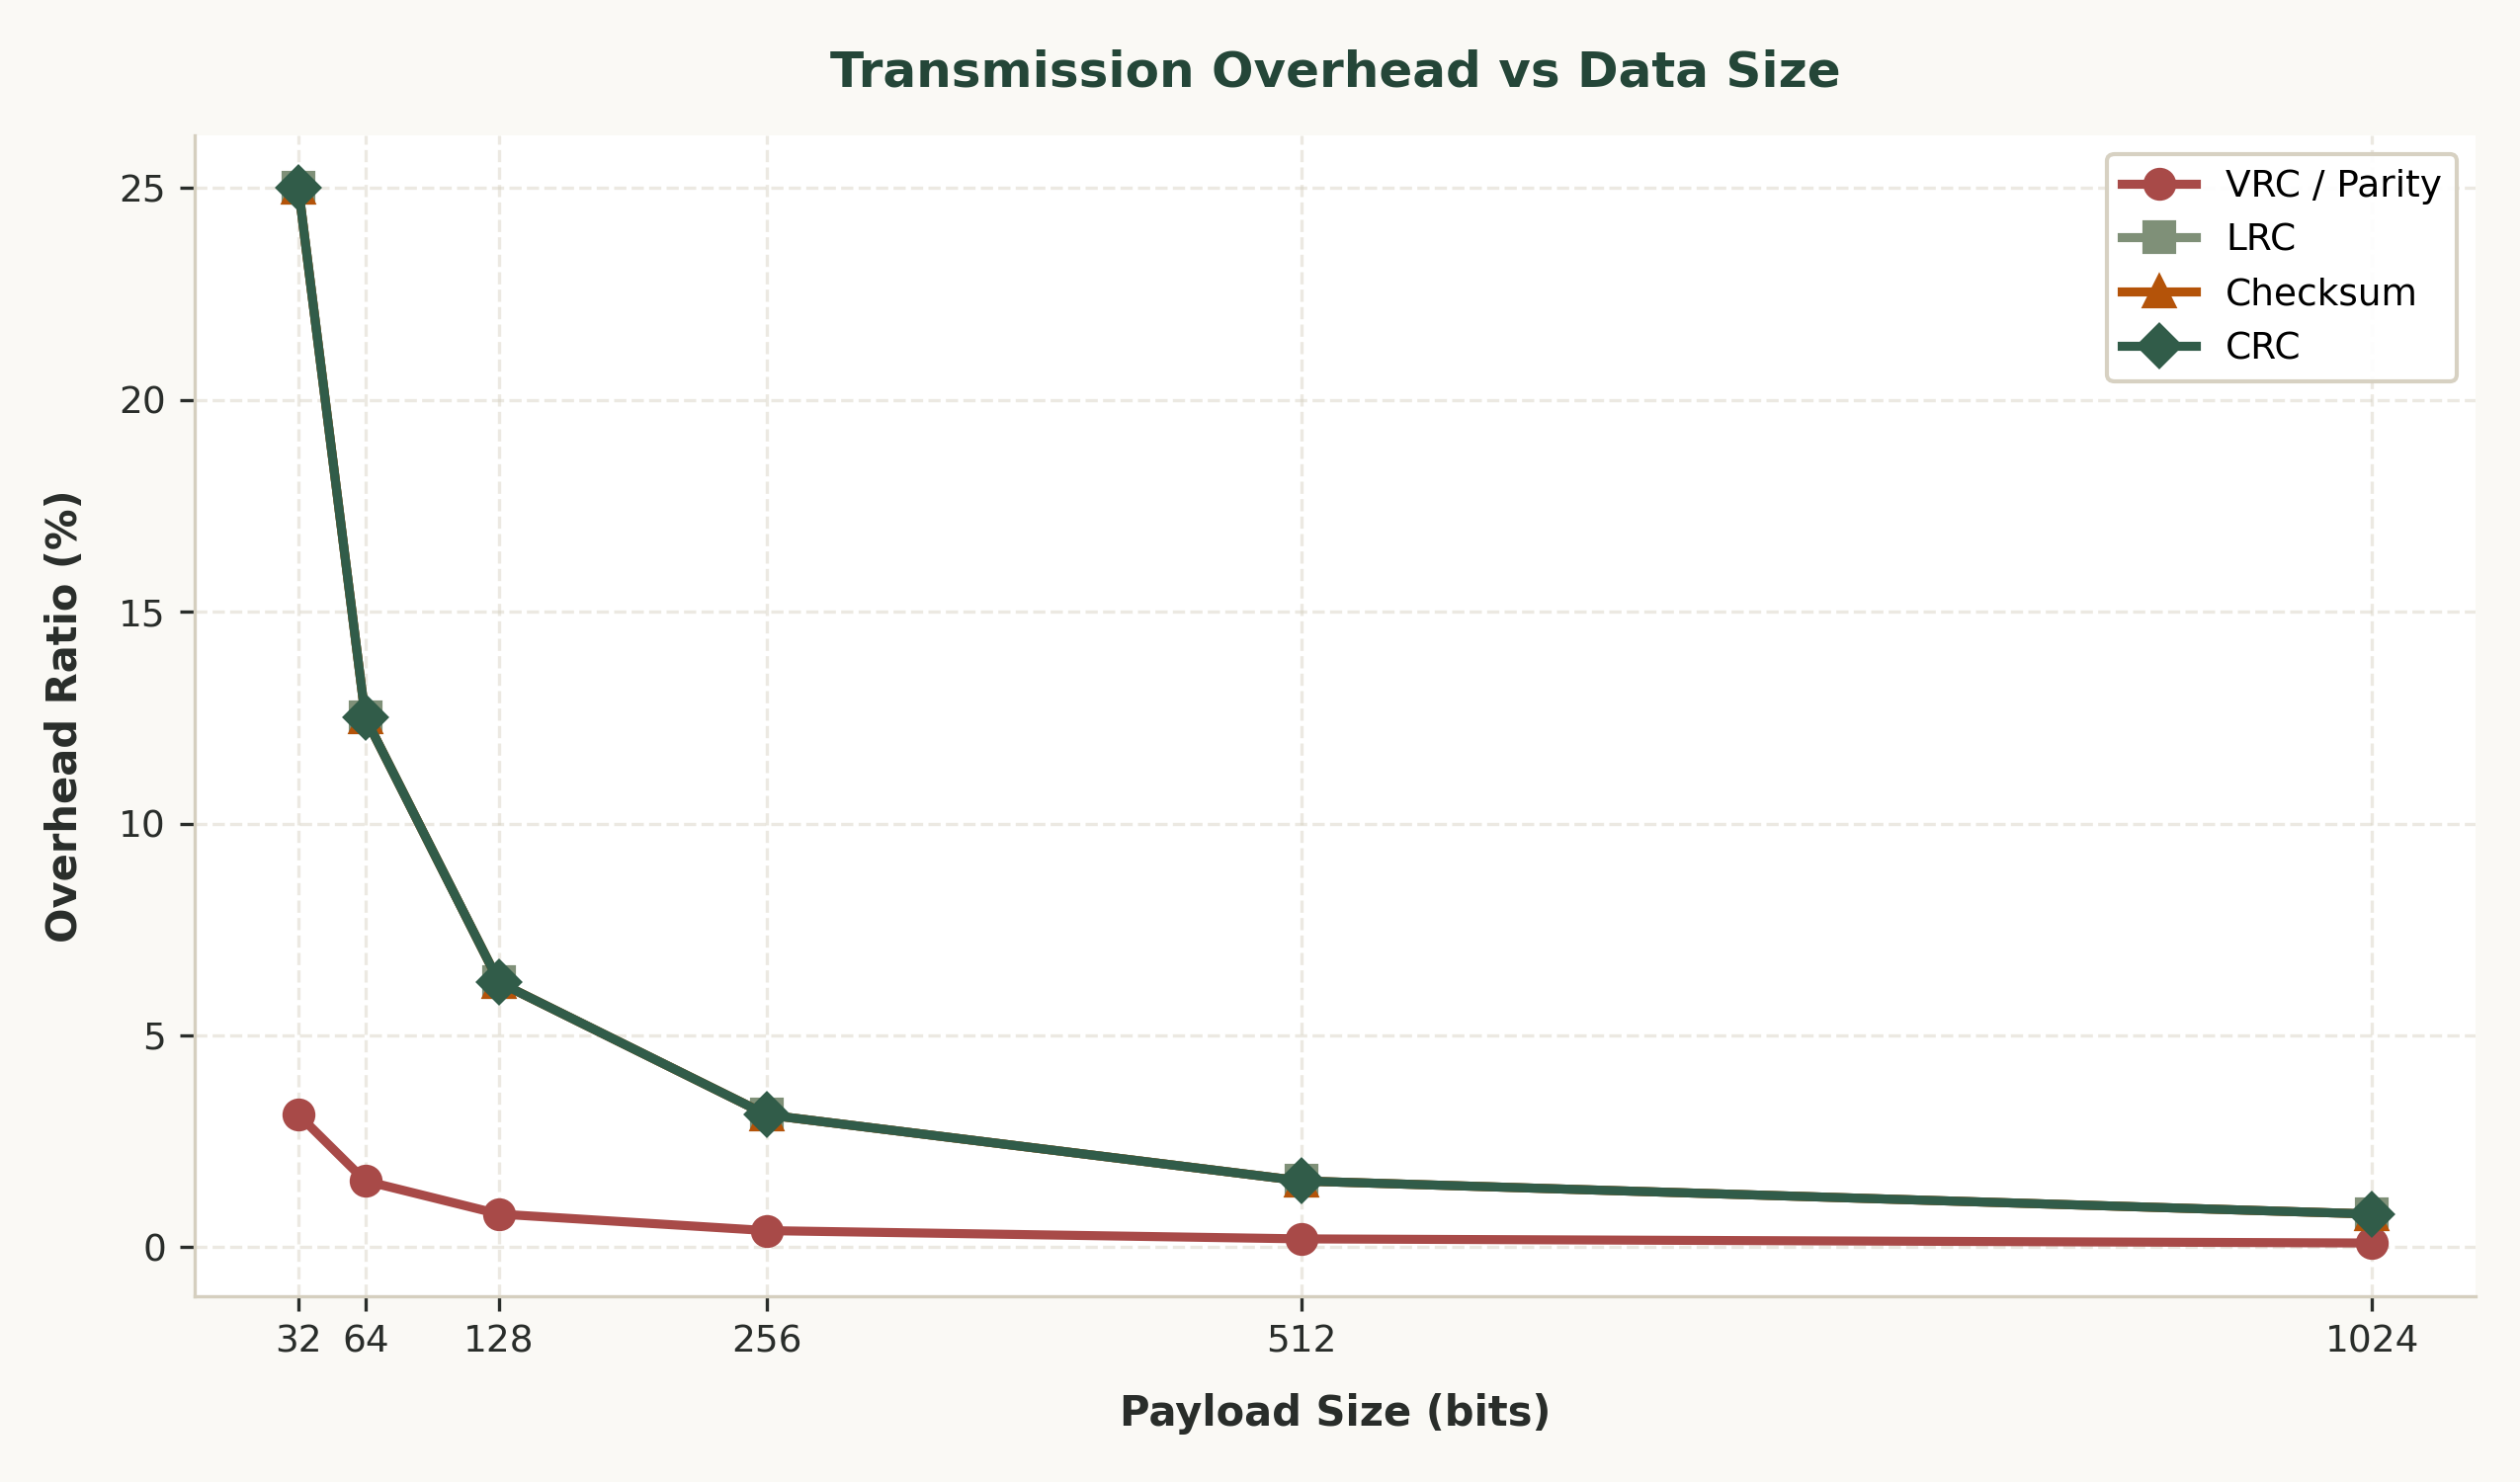 Transmission Overhead vs Data Size
VRC / Parity
LRC
Checksum
CRC
Overhead Ratio (%)
25
20
15
10
5
0
32 64 128 256 512 1024
Payload Size (bits)